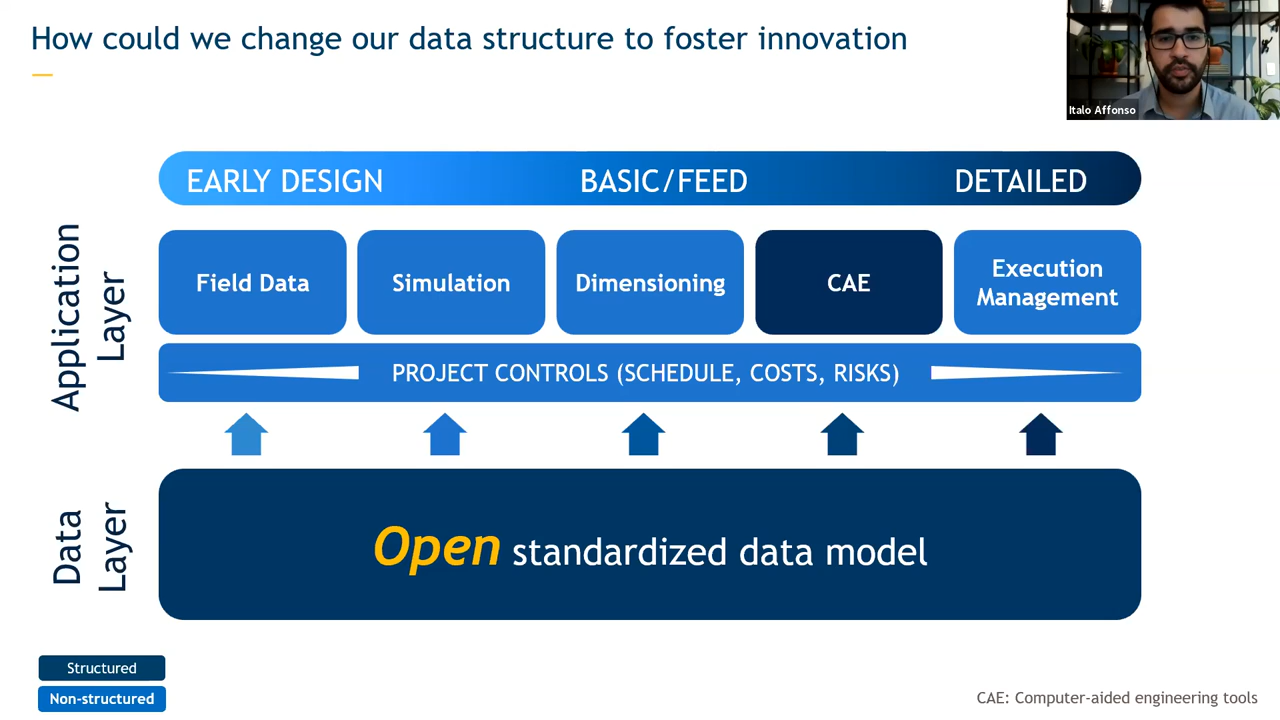 How could we change our data structure to foster innovation
Italo Affonso
EARLY DESIGN
BASIC/FEED
DETAILED
Application
Layer
Field Data
Simulation
Dimensioning
CAE
Execution
Management
PROJECT CONTROLS (SCHEDULE, COSTS, RISKS)
Data
Layer
Open standardized data model
Structured
Non-structured
CAE: Computer-aided engineering tools